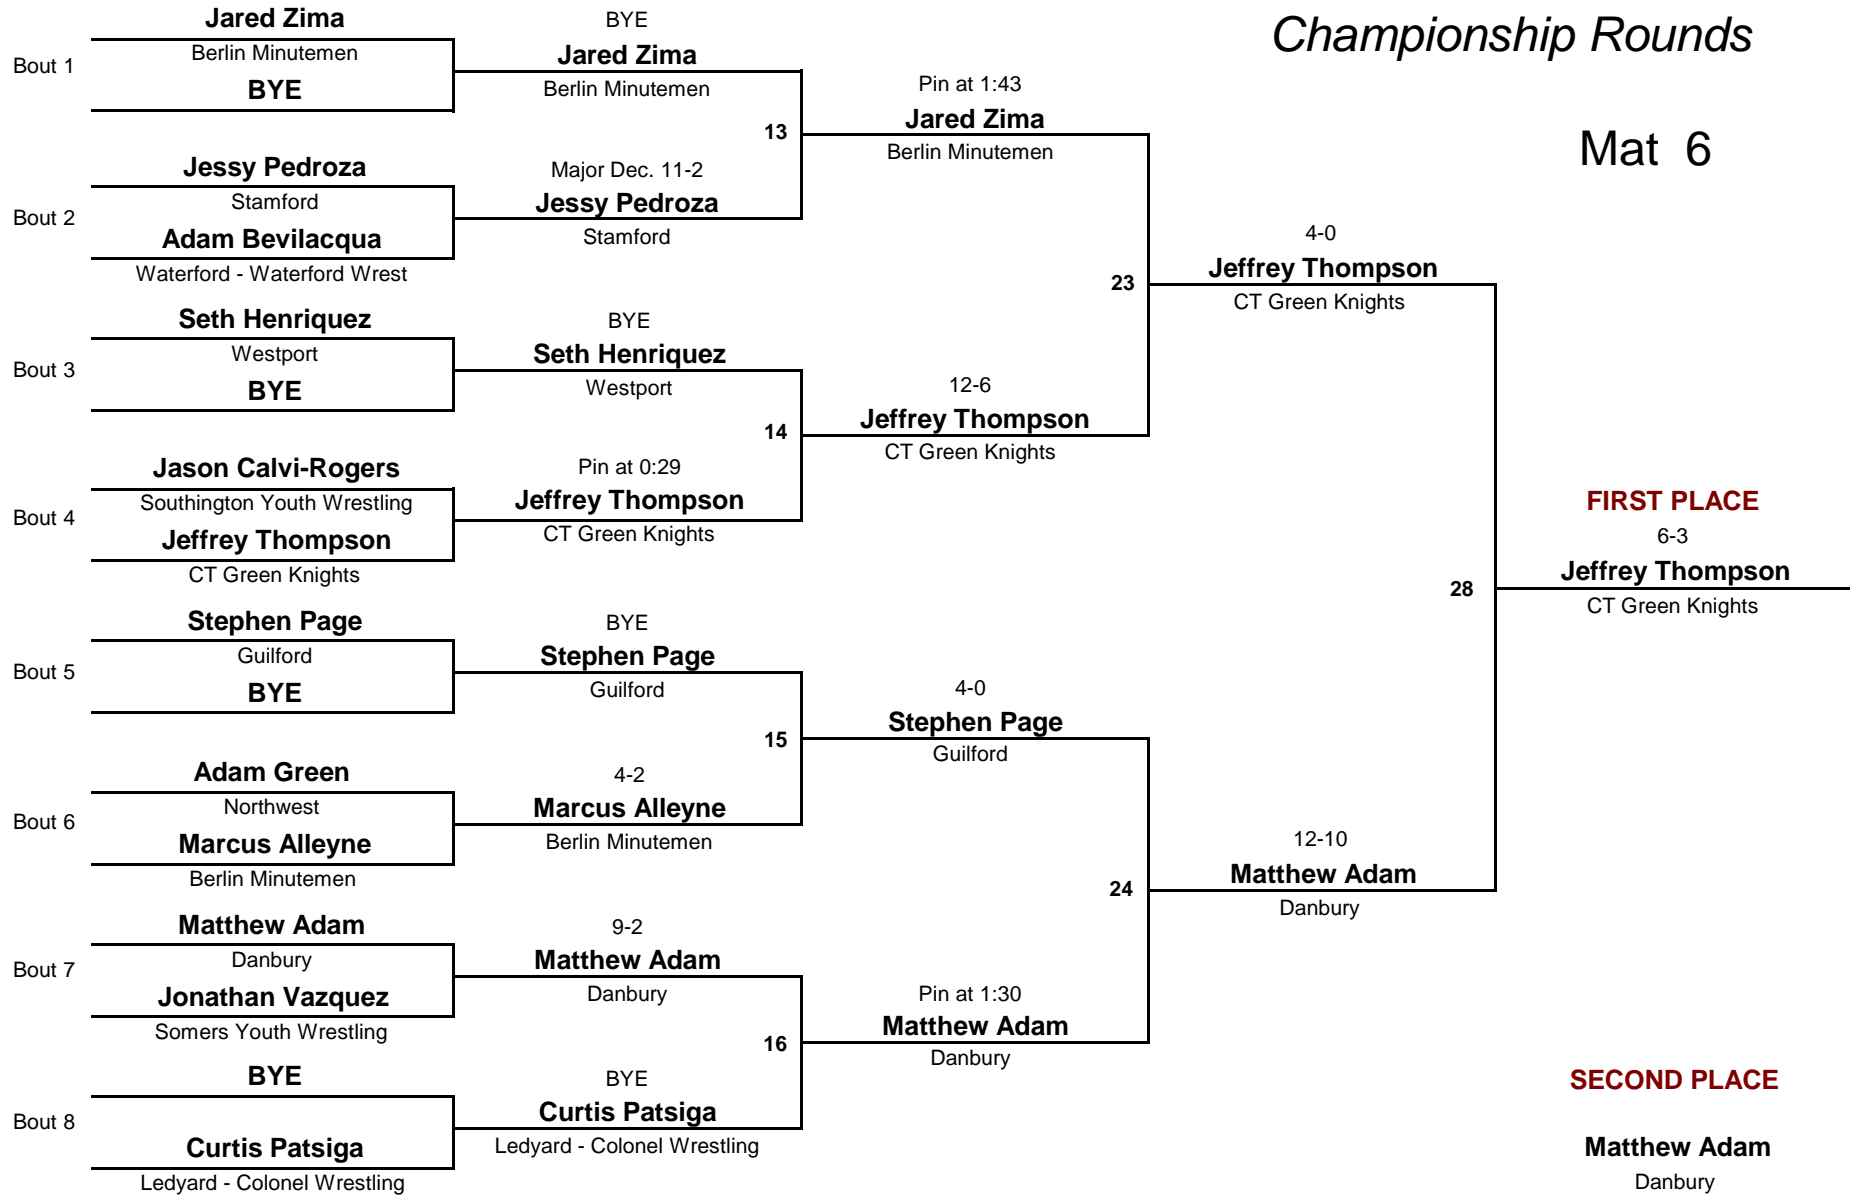 Championship Rounds
Mat 6
Bout 1
Jared Zima
Berlin Minutemen
BYE
Bout 2
Jessy Pedroza
Stamford
Adam Bevilacqua
Waterford - Waterford Wrest
Bout 3
Seth Henriquez
Westport
BYE
Bout 4
Jason Calvi-Rogers
Southington Youth Wrestling
Jeffrey Thompson
CT Green Knights
Bout 5
Stephen Page
Guilford
BYE
Bout 6
Adam Green
Northwest
Marcus Alleyne
Berlin Minutemen
Bout 7
Matthew Adam
Danbury
Jonathan Vazquez
Somers Youth Wrestling
Bout 8
BYE
Curtis Patsiga
Ledyard - Colonel Wrestling
BYE
Jared Zima
Berlin Minutemen
13
Major Dec. 11-2
Jessy Pedroza
Stamford
BYE
Seth Henriquez
Westport
14
Pin at 0:29
Jeffrey Thompson
CT Green Knights
BYE
Stephen Page
Guilford
15
4-2
Marcus Alleyne
Berlin Minutemen
9-2
Matthew Adam
Danbury
16
BYE
Curtis Patsiga
Ledyard - Colonel Wrestling
Pin at 1:43
Jared Zima
Berlin Minutemen
23
12-6
Jeffrey Thompson
CT Green Knights
4-0
Stephen Page
Guilford
24
Pin at 1:30
Matthew Adam
Danbury
4-0
Jeffrey Thompson
CT Green Knights
28
12-10
Matthew Adam
Danbury
FIRST PLACE
6-3
Jeffrey Thompson
CT Green Knights
SECOND PLACE
Matthew Adam
Danbury